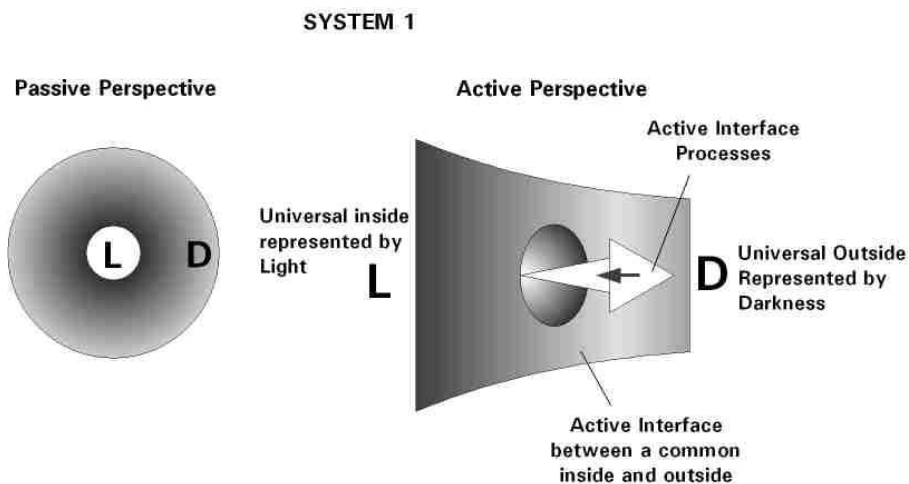 SYSTEM 1
Passive Perspective
L
D
Active Perspective
Active Interface
Processes
Universal inside
represented by
Light
L
D
Universal Outside
Represented by
Darkness
Active Interface
between a common
inside and outside